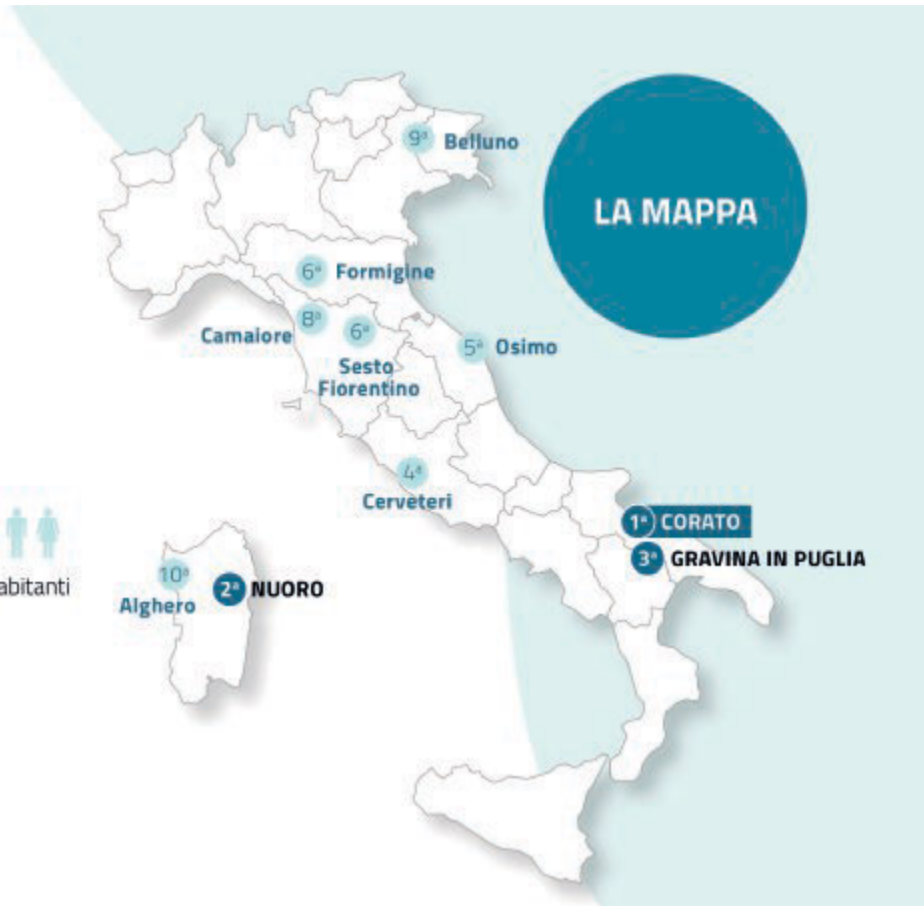 LA MAPPA
9ª Belluno
6ª Formigine
8ª
Camaiore
6ª
Sesto
Fiorentino
5ª Osimo
4ª
Cerveteri
1ª CORATO
3ª GRAVINA IN PUGLIA
abitanti
10ª
Alghero
2ª NUORO